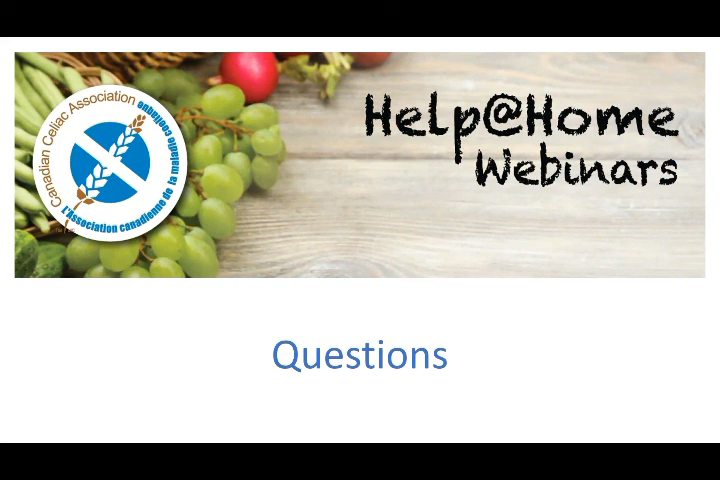 Canadian Celiac Association
L'Association canadienne de la maladie coeliaque
Help@Home
Webinars
Questions